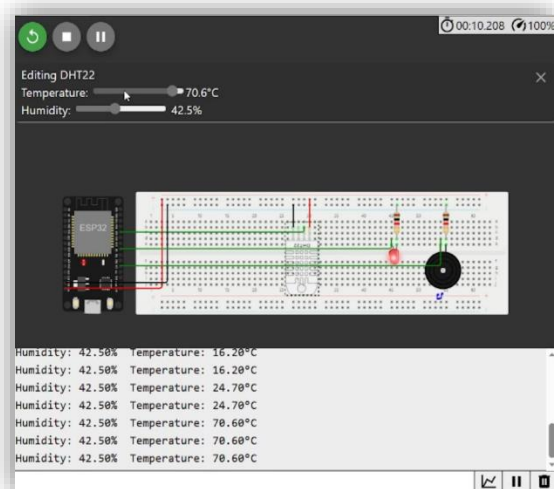 00:10.208 100%
Editing DHT22
Temperature: 70.6°C
Humidity: 42.5%
ESP32
Humidity: 42.50% Temperature: 16.20°C
Humidity: 42.50% Temperature: 16.20°C
Humidity: 42.50% Temperature: 24.70°C
Humidity: 42.50% Temperature: 24.70°C
Humidity: 42.50% Temperature: 70.60°C
Humidity: 42.50% Temperature: 70.60°C
Humidity: 42.50% Temperature: 70.60°C